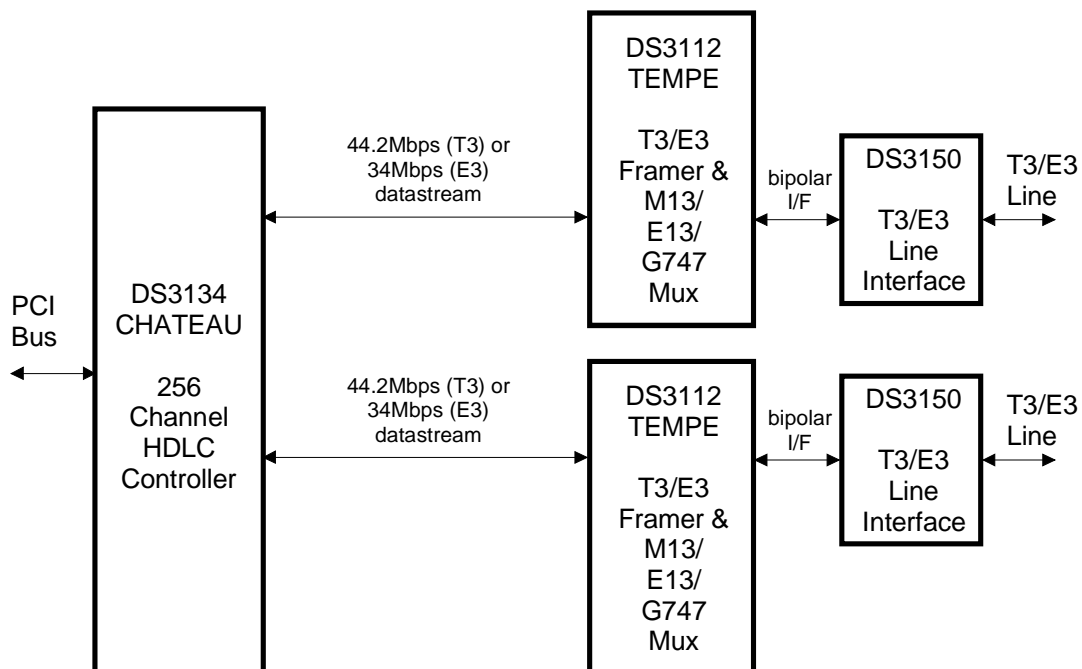 PCI
Bus
DS3134
CHATEAU
256
Channel
HDLC
Controller
44.2Mbps (T3) or
34Mbps (E3)
datastream
DS3112
TEMPE
T3/E3
Framer &
M13/
E13/
G747
Mux
bipolar
I/F
DS3150
T3/E3
Line
Interface
T3/E3
Line
44.2Mbps (T3) or
34Mbps (E3)
datastream
DS3112
TEMPE
T3/E3
Framer &
M13/
E13/
G747
Mux
bipolar
I/F
DS3150
T3/E3
Line
Interface
T3/E3
Line